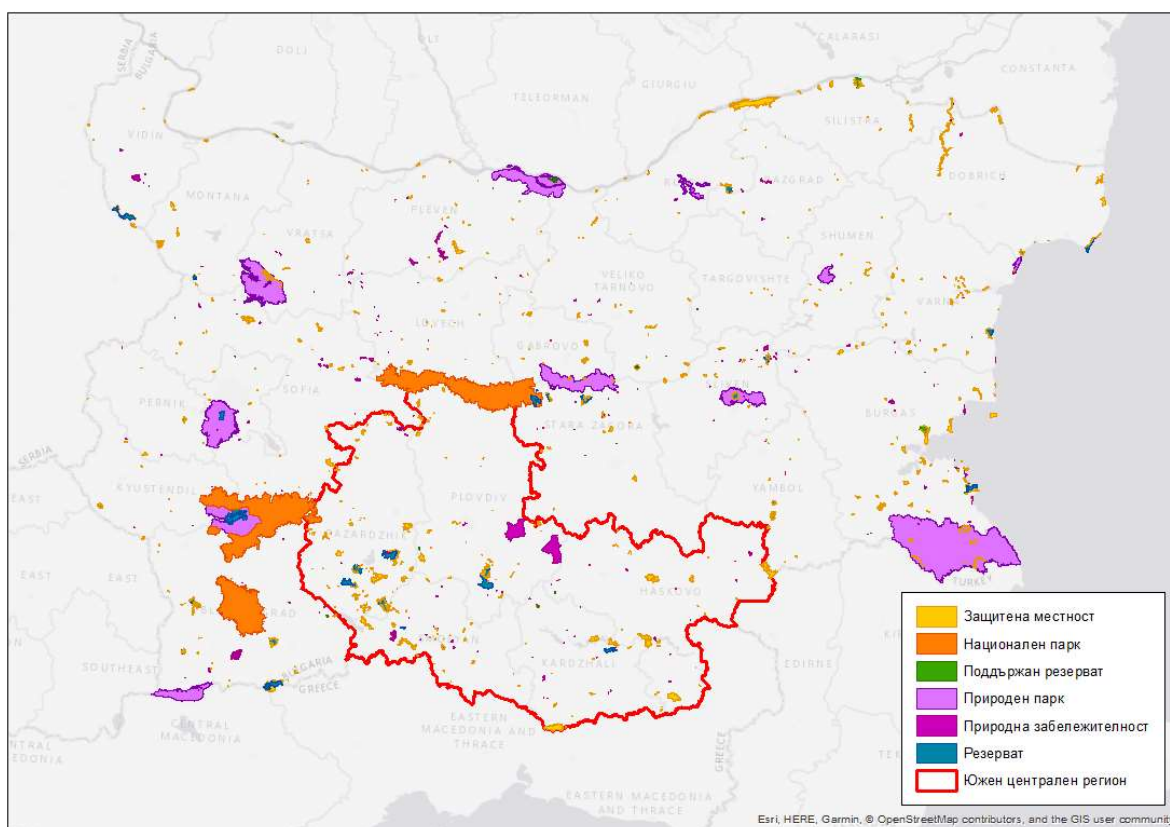 DOLJ
OLT
CALARASI
CONSTANTA
SERBIA
BULGARIA
GIURGIU
TELEORMAN
SILISTRA
VIDIN
DOBRICH
MONTANA
PLEVEN
VRATSA
SHUMEN
VELIKO
TARNOVO
TARGOVISHTE
VARNA
LOVECH
GABROVO
SOFIA
SLIVEN
PERNIK
BURGAS
STARA ZAGORA
SERBIA
KYUSTENDIL
YAMBOL
EAST
PLOVDIV
PAZARDZHIK
EAST
EAST
HASKOVO
TURKEY
SOUTHEAST
BULGARIA
GREECE
KARDZHALI
EDIRNE
CENTRAL
MACEDONIA
EASTERN
MACEDONIA AND
THRACE
GREECE
EASTERN MACEDONIA
AND THRACE
Защитена местност
Национален парк
Поддържан резерват
Природен парк
Природна забележителност
Резерват
Южен централен регион
Esri, HERE, Garmin, © OpenStreetMap contributors, and the GIS user community